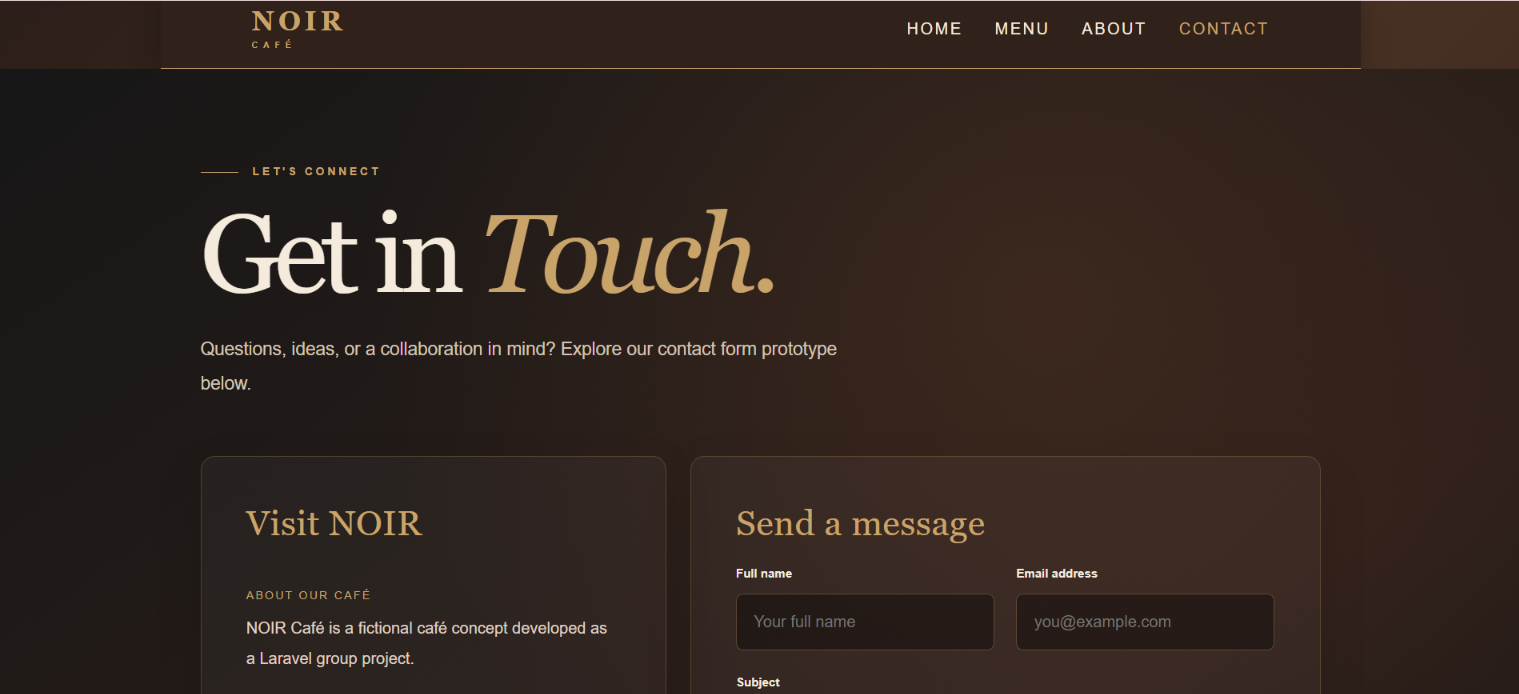 NOIR
CAFÉ
HOME MENU ABOUT CONTACT
LET'S CONNECT
Get in Touch.
Questions, ideas, or a collaboration in mind? Explore our contact form prototype
below.
Visit NOIR
ABOUT OUR CAFÉ
NOIR Café is a fictional café concept developed as
a Laravel group project.
Send a message
Full name Email address
Your full name you@example.com
Subject